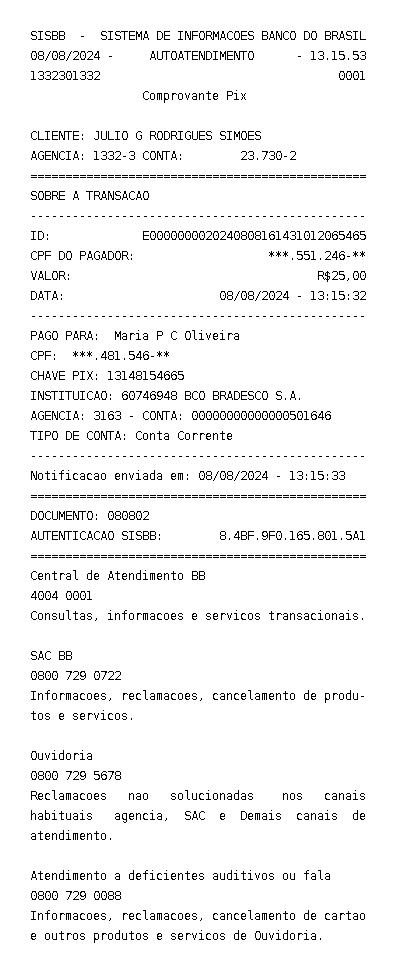 SISBB - SISTEMA DE INFORMACOES BANCO DO BRASIL
08/08/2024 - AUTOATENDIMENTO - 13.15.53
1332301332 0001
Comprovante Pix
CLIENTE: JULIO G RODRIGUES SIMOES
AGENCIA: 1332-3 CONTA: 23.730-2
================================================
SOBRE A TRANSACAO
------------------------------------------------
ID: E00000000202408081614310120654​65
CPF DO PAGADOR: ***.551.246-**
VALOR: R$25,00
DATA: 08/08/2024 - 13:15:32
------------------------------------------------
PAGO PARA: Maria P C Oliveira
CPF: ***.481.546-**
CHAVE PIX: 13148154665
INSTITUICAO: 60746948 BCO BRADESCO S.A.
AGENCIA: 3163 - CONTA: 00000000000000501646
TIPO DE CONTA: Conta Corrente
------------------------------------------------
Notificacao enviada em: 08/08/2024 - 13:15:33
================================================
DOCUMENTO: 080802
AUTENTICACAO SISBB: 8.4BF.9F0.165.801.5A1
================================================
Central de Atendimento BB
4004 0001
Consultas, informacoes e servicos transacionais.
SAC BB
0800 729 0722
Informacoes, reclamacoes, cancelamento de produ-
tos e servicos.
Ouvidoria
0800 729 5678
Reclamacoes nao solucionadas nos canais
habituais agencia, SAC e Demais canais de
atendimento.
Atendimento a deficientes auditivos ou fala
0800 729 0088
Informacoes, reclamacoes, cancelamento de cartao
e outros produtos e servicos de Ouvidoria.